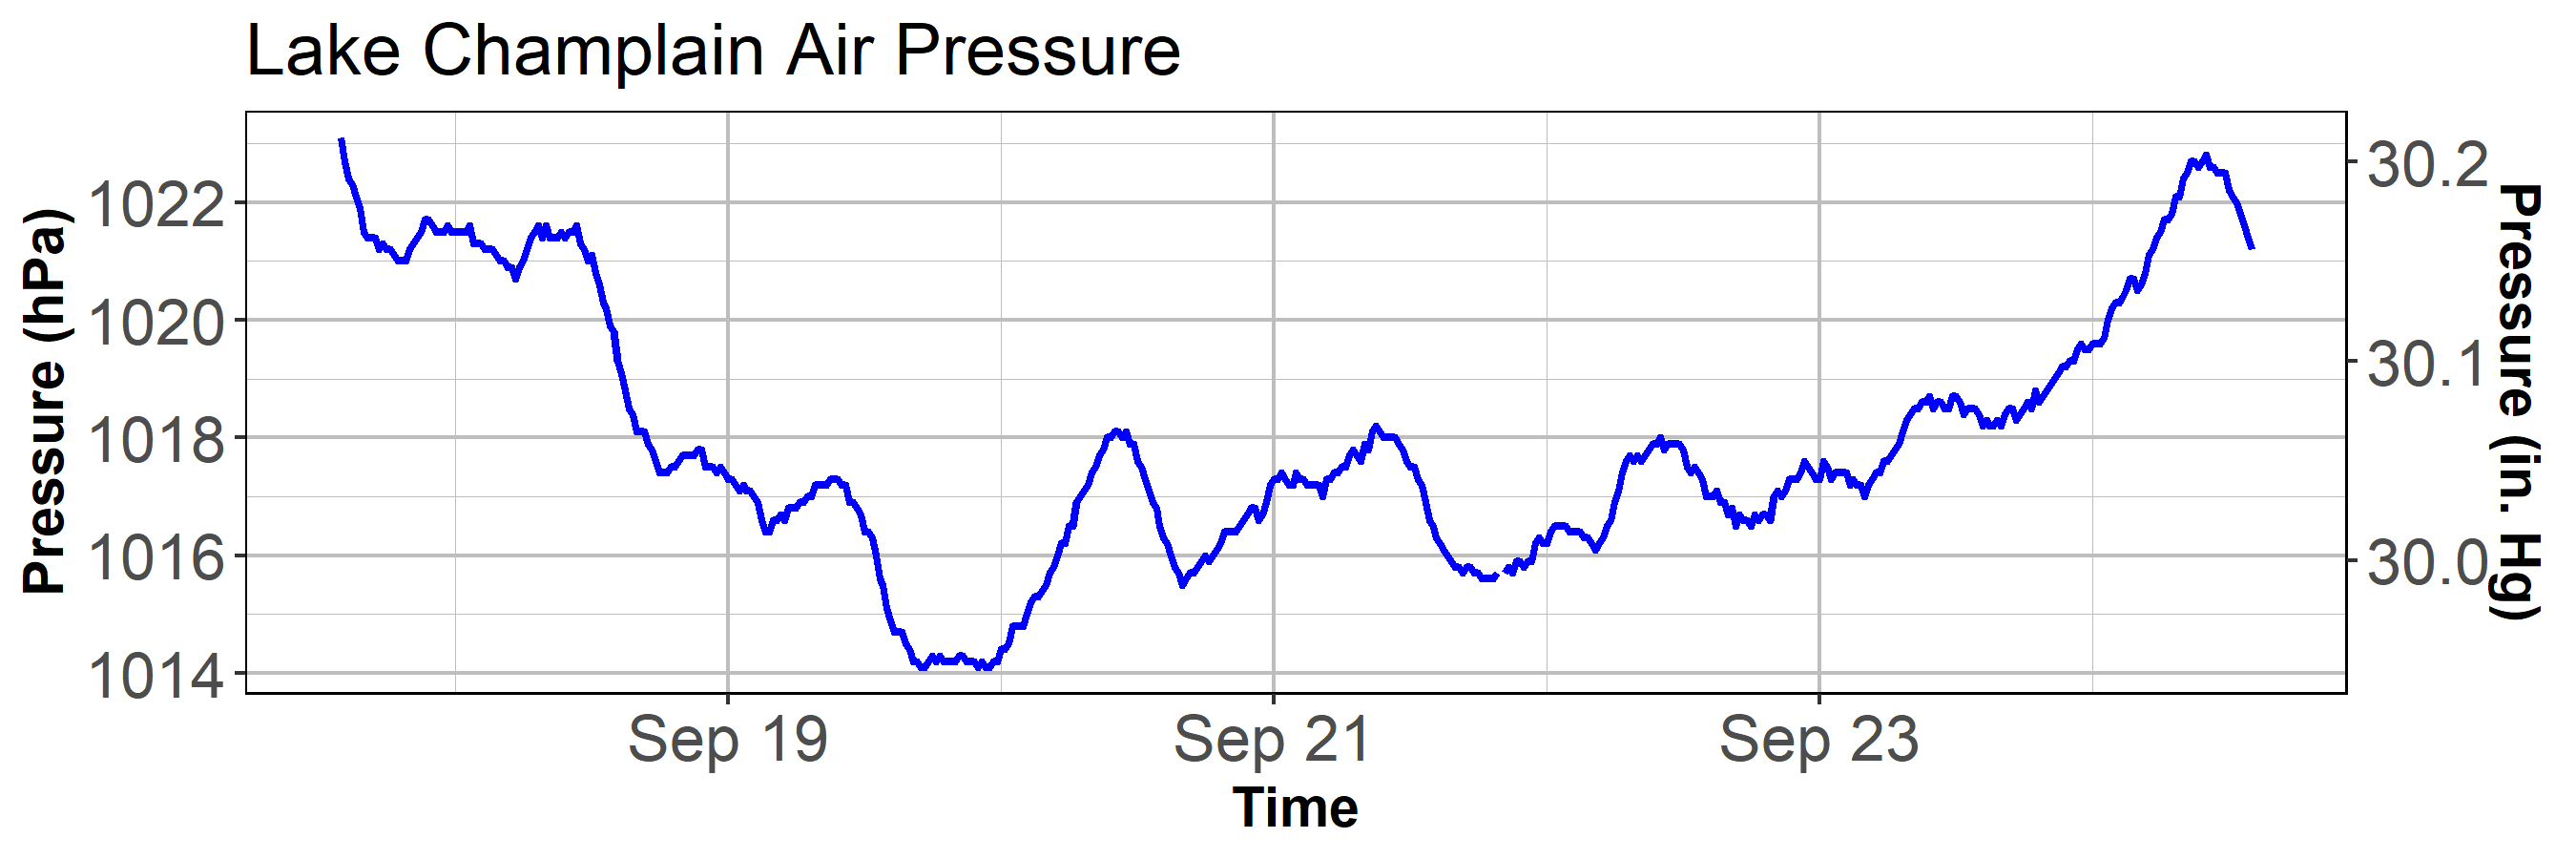 Lake Champlain Air Pressure
Pressure (hPa)
1022
1020
1018
1016
1014
30.2
30.1
30.0
Pressure (in. Hg)
Sep 19
Sep 21
Sep 23
Time